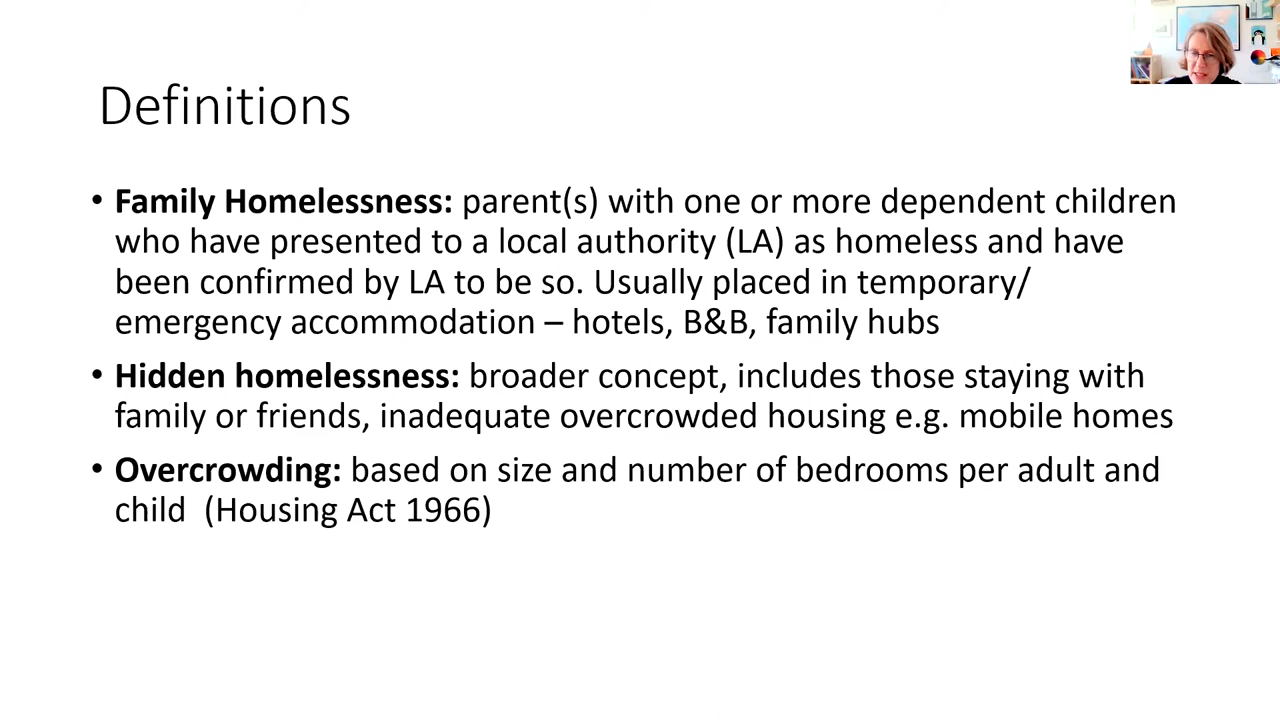 Definitions
• Family Homelessness: parent(s) with one or more dependent children
who have presented to a local authority (LA) as homeless and have
been confirmed by LA to be so. Usually placed in temporary/
emergency accommodation – hotels, B&B, family hubs
• Hidden homelessness: broader concept, includes those staying with
family or friends, inadequate overcrowded housing e.g. mobile homes
• Overcrowding: based on size and number of bedrooms per adult and
child  (Housing Act 1966)